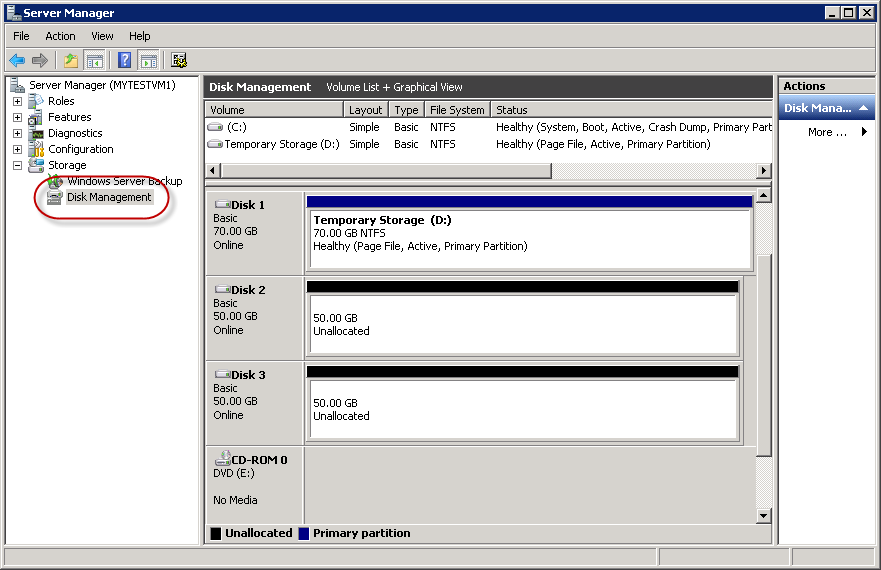 Server Manager
File Action View Help
Server Manager (MYTESTVM1)
Roles
Features
Diagnostics
Configuration
Storage
Windows Server Backup
Disk Management
Disk Management Volume List + Graphical View
Volume Layout Type File System Status
(C:) Simple Basic NTFS Healthy (System, Boot, Active, Crash Dump, Primary Part
Temporary Storage (D:) Simple Basic NTFS Healthy (Page File, Active, Primary Partition)
Disk 1
Basic
70.00 GB
Online
Temporary Storage (D:)
70.00 GB NTFS
Healthy (Page File, Active, Primary Partition)
Disk 2
Basic
50.00 GB
Online
50.00 GB
Unallocated
Disk 3
Basic
50.00 GB
Online
50.00 GB
Unallocated
CD-ROM 0
DVD (E:)
No Media
Unallocated Primary partition
Actions
Disk Mana...
More ...